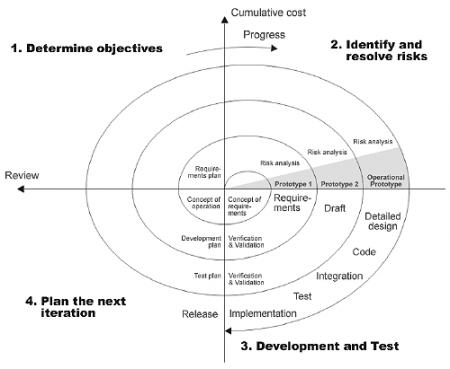 Cumulative cost
Progress
1. Determine objectives
2. Identify and
resolve risks
Risk analysis
Risk analysis
Risk analysis
Review
Require-
ments plan
Prototype 1
Prototype 2
Operational
Prototype
Concept of
operation
Concept of
require-
ments
Require-
ments
Draft
Detailed
design
Development
plan
Verification
& Validation
Code
Test plan
Verification
& Validation
Integration
Test
4. Plan the next
iteration
Release
Implementation
3. Development and Test